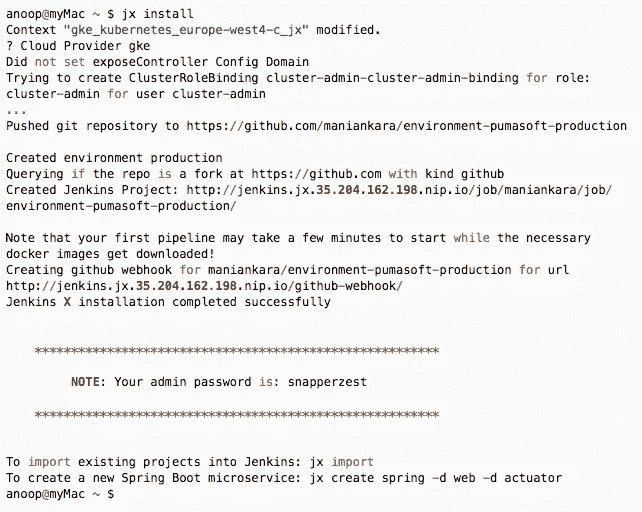 anoop@myMac ~ $ jx install
Context "gke_kubernetes_europe-west4-c_jx" modified.
? Cloud Provider gke
Did not set exposeController Config Domain
Trying to create ClusterRoleBinding cluster-admin-cluster-admin-binding for role:
cluster-admin for user cluster-admin
...
Pushed git repository to https://github.com/maniankara/environment-pumasoft-production
Created environment production
Querying if the repo is a fork at https://github.com with kind github
Created Jenkins Project: http://jenkins.jx.35.204.162.198.nip.io/job/maniankara/job/
environment-pumasoft-production/
Note that your first pipeline may take a few minutes to start while the necessary
docker images get downloaded!
Creating github webhook for maniankara/environment-pumasoft-production for url
http://jenkins.jx.35.204.162.198.nip.io/github-webhook/
Jenkins X installation completed successfully
********************************************************
NOTE: Your admin password is: snapperzest
********************************************************
To import existing projects into Jenkins: jx import
To create a new Spring Boot microservice: jx create spring -d web -d actuator
anoop@myMac ~ $